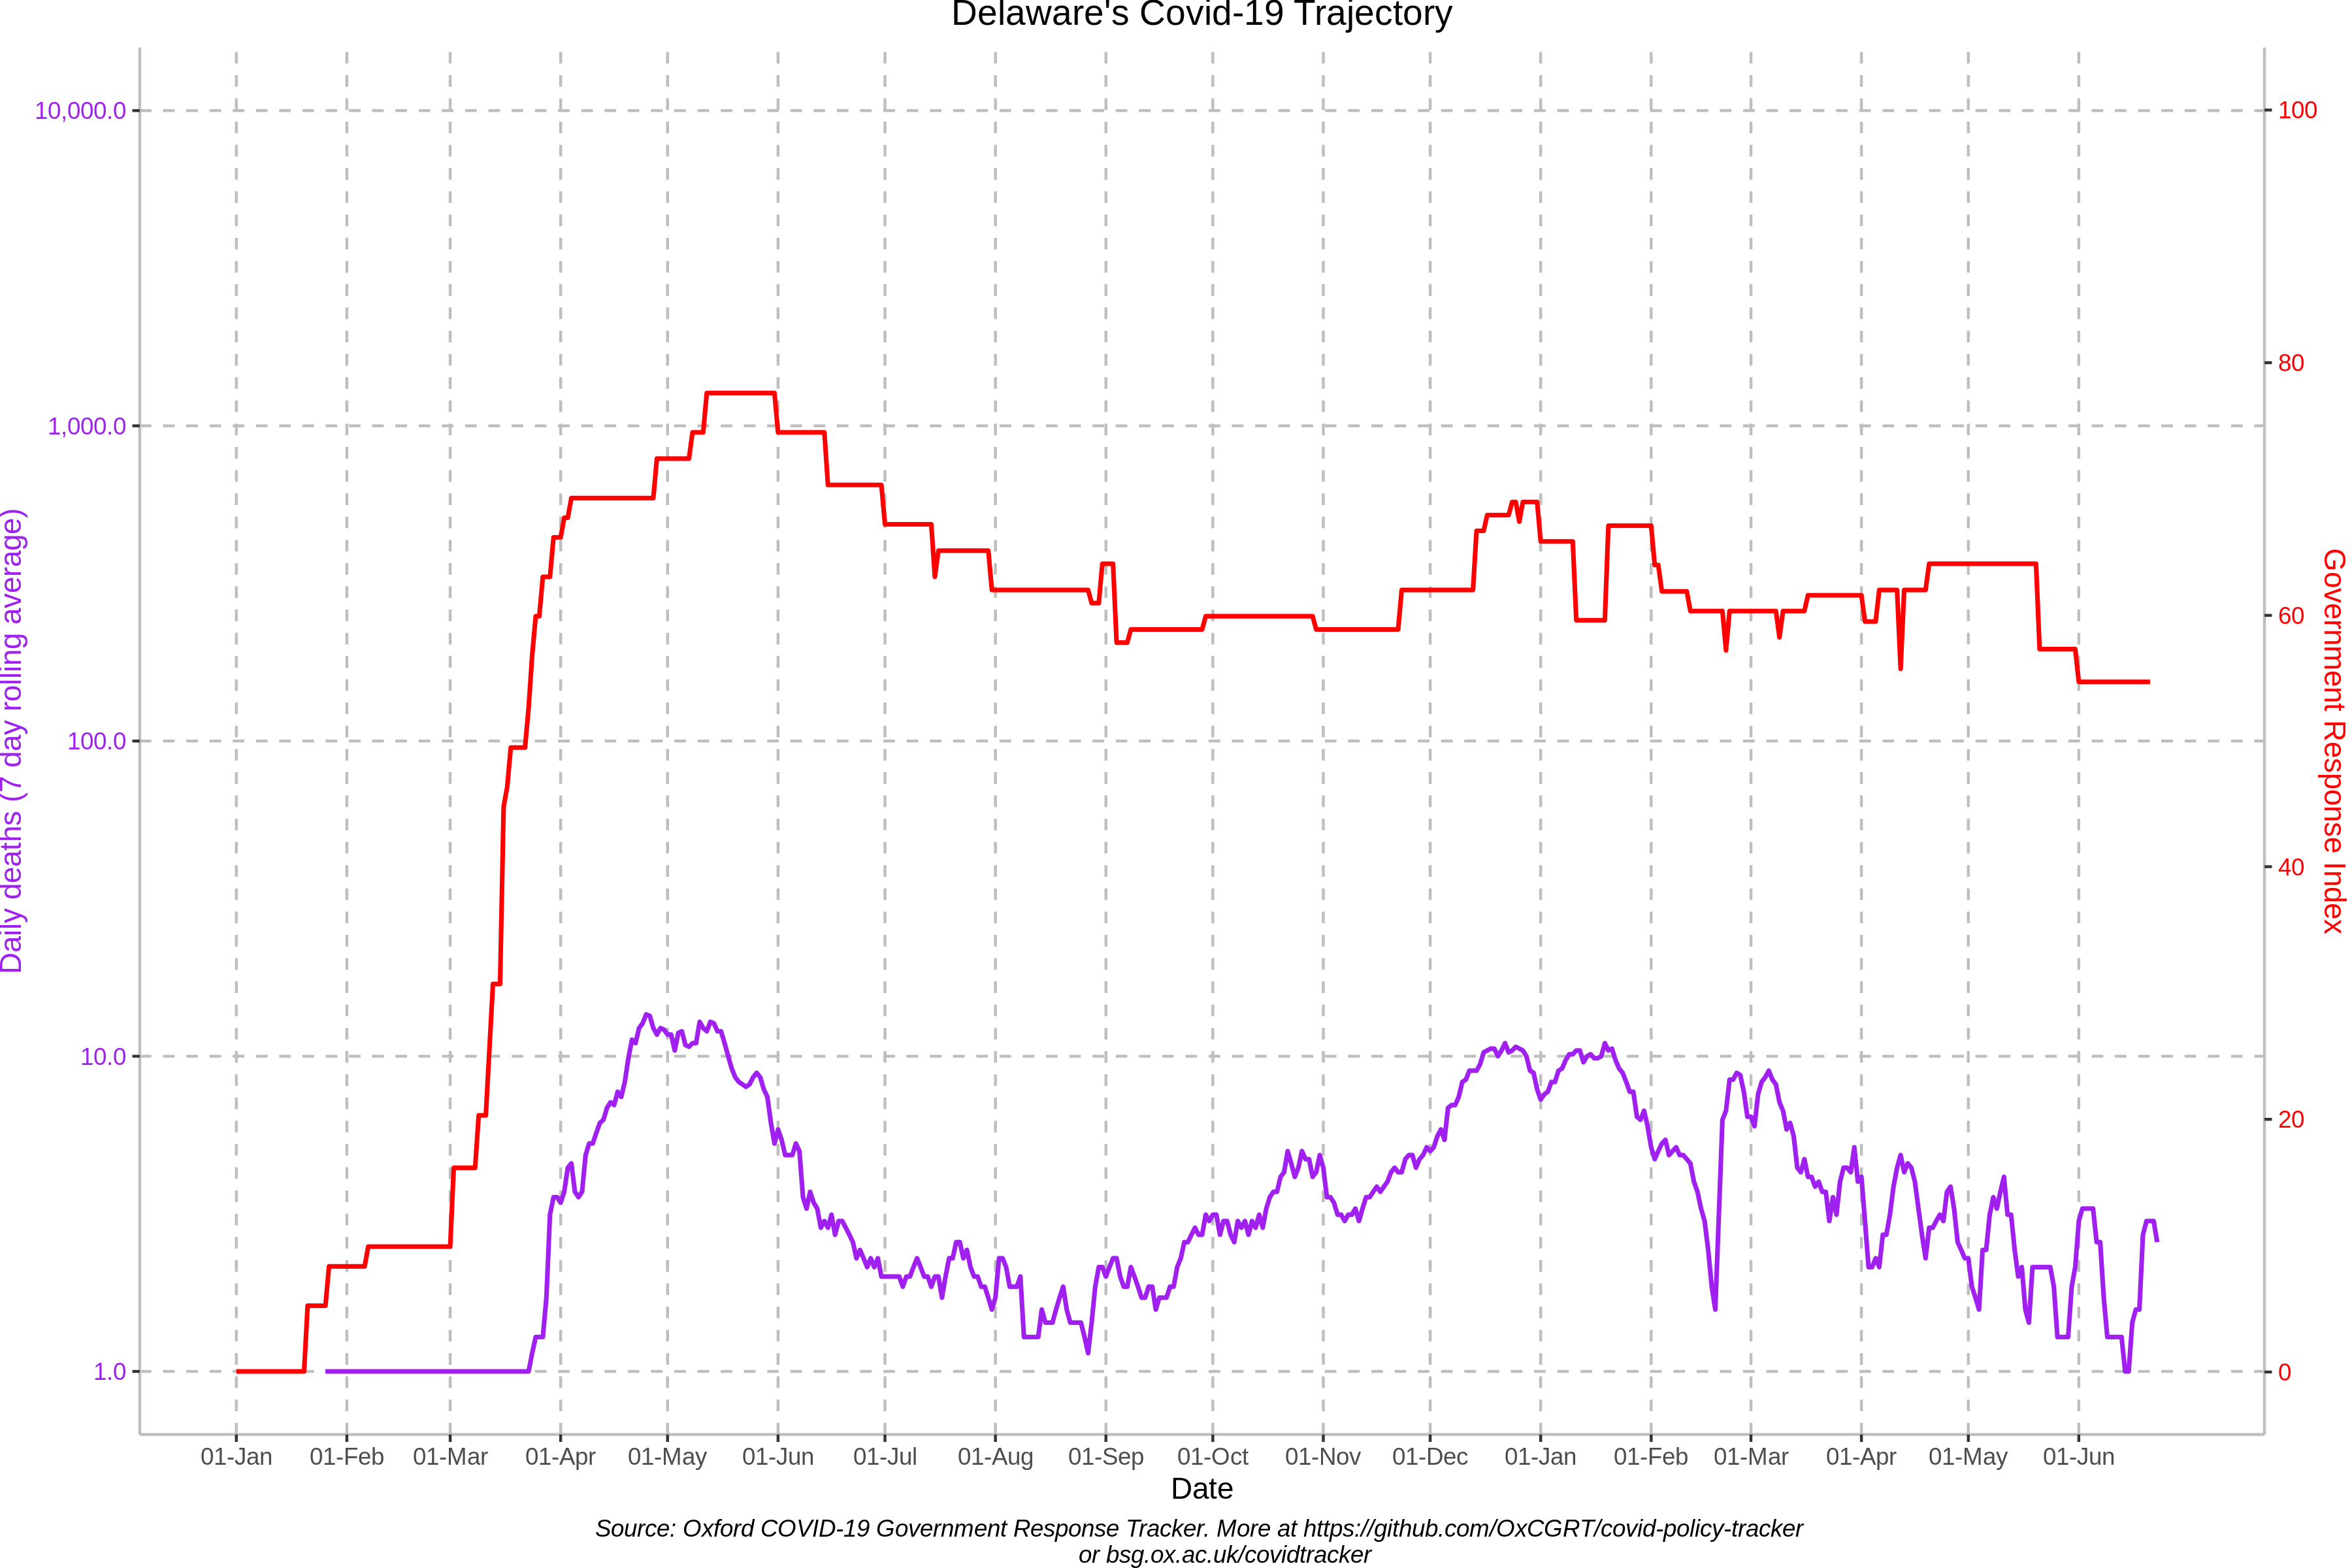 Delaware's Covid-19 Trajectory
10,000.0
1,000.0
100.0
10.0
1.0
Daily deaths (7 day rolling average)
100
80
60
40
20
0
Government Response Index
01-Jan 01-Feb 01-Mar 01-Apr 01-May 01-Jun 01-Jul 01-Aug 01-Sep 01-Oct 01-Nov 01-Dec 01-Jan 01-Feb 01-Mar 01-Apr 01-May 01-Jun
Date
Source: Oxford COVID-19 Government Response Tracker. More at https://github.com/OxCGRT/covid-policy-tracker
or bsg.ox.ac.uk/covidtracker